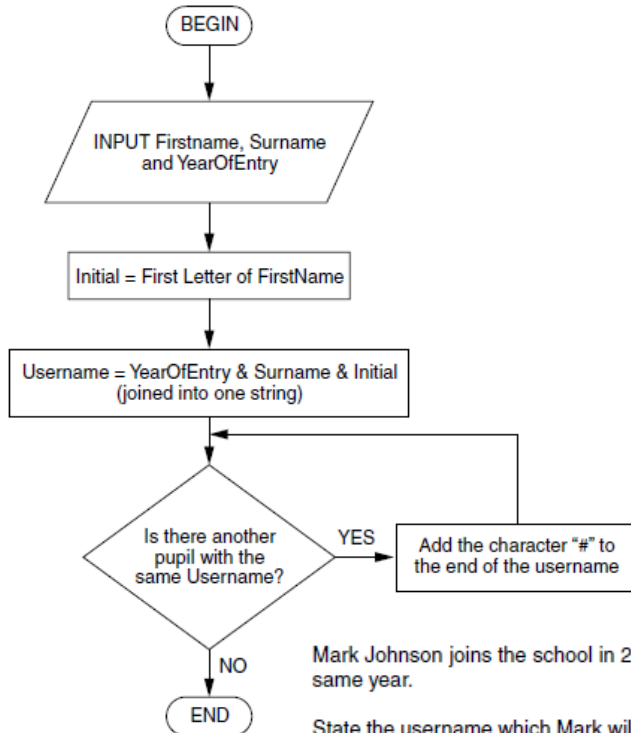 BEGIN
INPUT Firstname, Surname
and YearOfEntry
Initial = First Letter of FirstName
Username = YearOfEntry & Surname & Initial
(joined into one string)
Is there another
pupil with the
same Username?
YES
Add the character “#” to
the end of the username
NO
END
Mark Johnson joins the school in 2
same year.
State the username which Mark wil